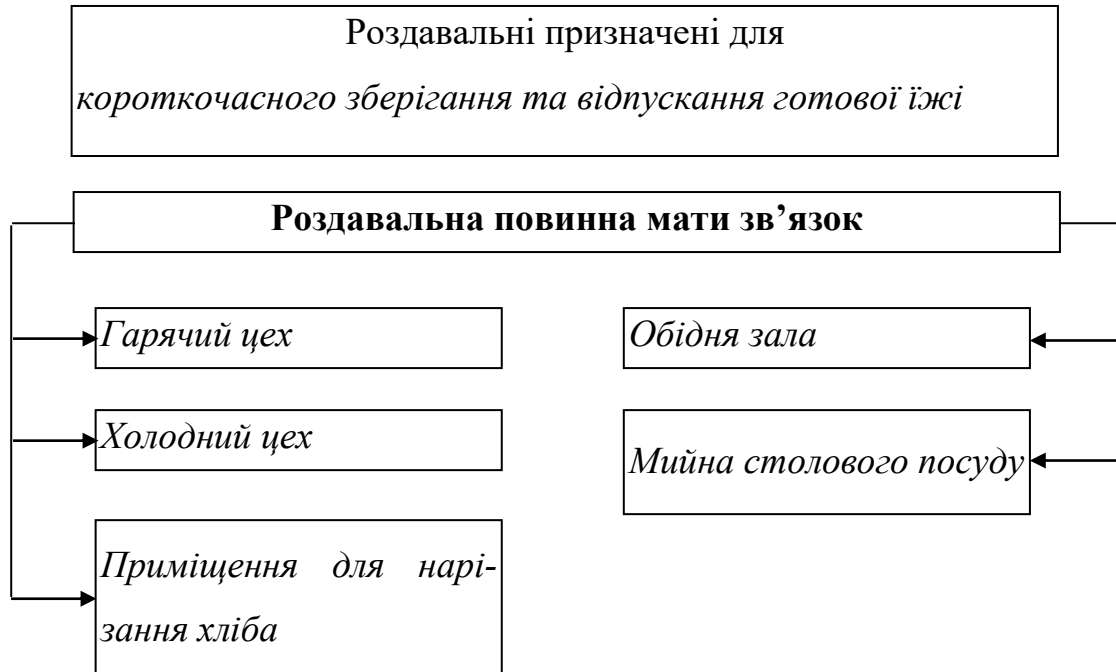 Роздавальні призначені для
короткочасного зберігання та відпускання готової їжі
Роздавальна повинна мати зв’язок
Гарячий цех
Обідня зала
Холодний цех
Мийна столового посуду
Приміщення для нарі-
зання хліба